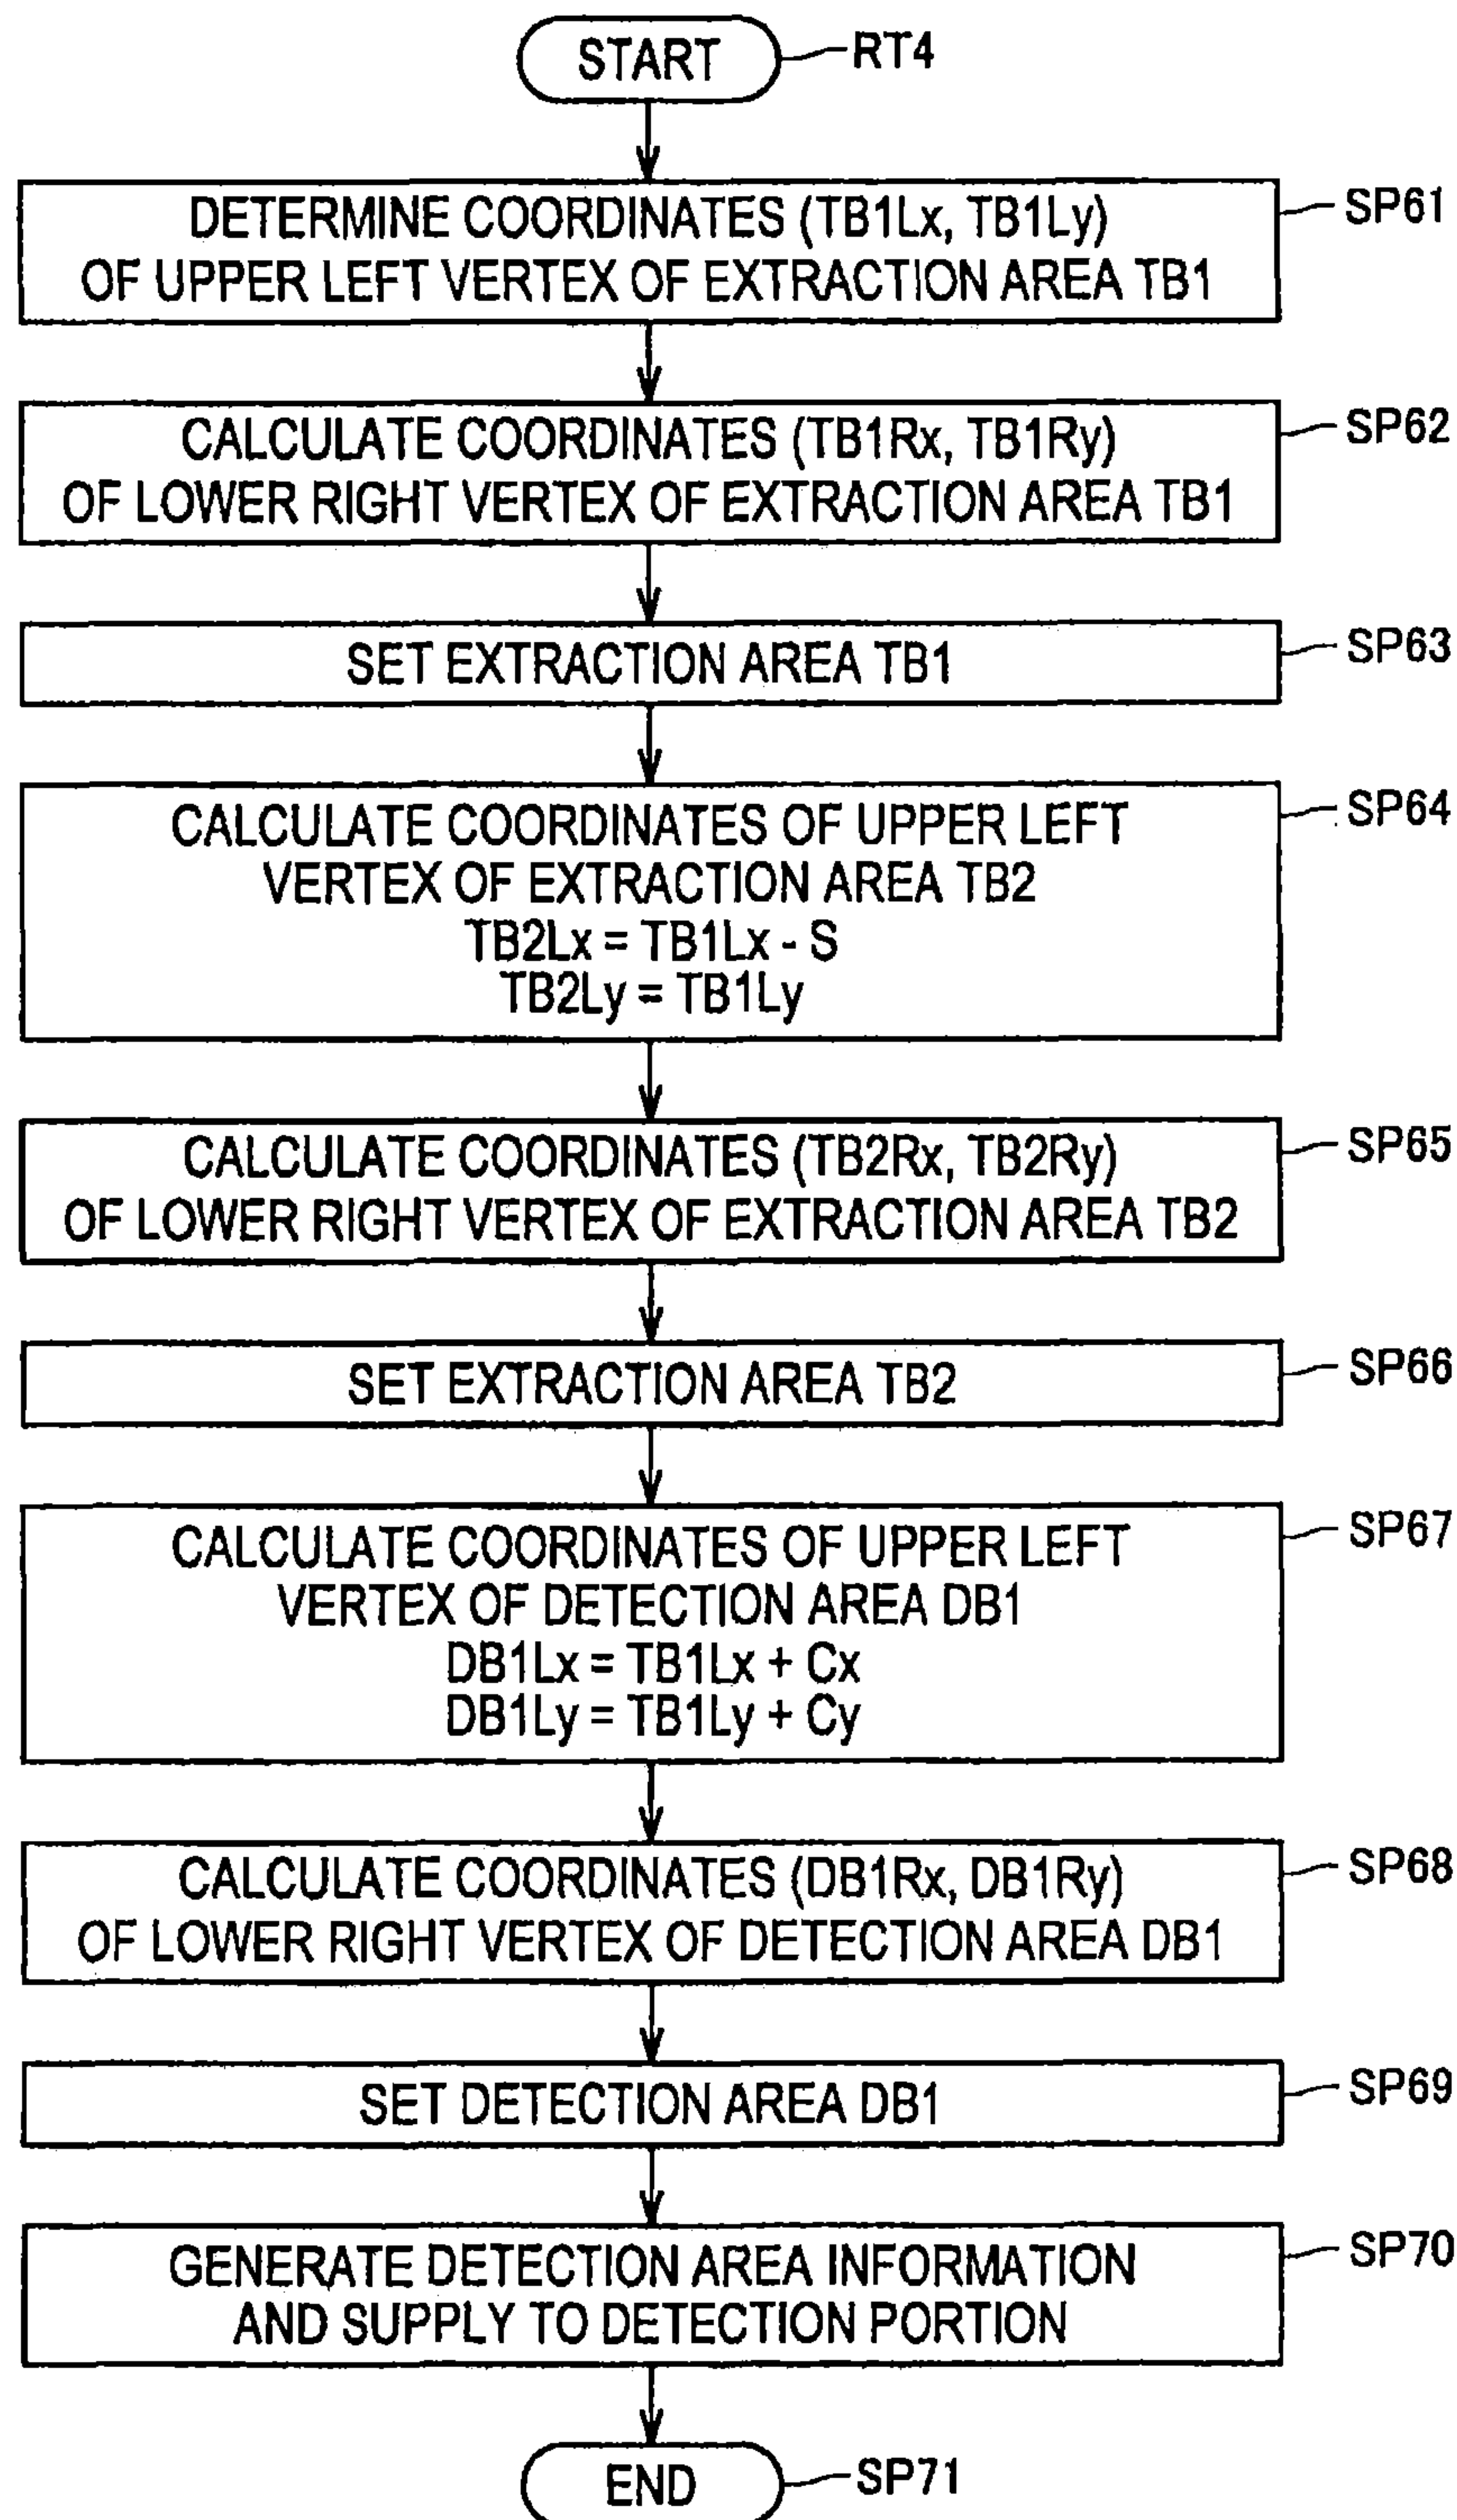 START
RT4
DETERMINE COORDINATES (TB1Lx, TB1Ly)
OF UPPER LEFT VERTEX OF EXTRACTION AREA TB1
SP61
CALCULATE COORDINATES (TB1Rx, TB1Ry)
OF LOWER RIGHT VERTEX OF EXTRACTION AREA TB1
SP62
SET EXTRACTION AREA TB1
SP63
CALCULATE COORDINATES OF UPPER LEFT
VERTEX OF EXTRACTION AREA TB2
TB2Lx = TB1Lx - S
TB2Ly = TB1Ly
SP64
CALCULATE COORDINATES (TB2Rx, TB2Ry)
OF LOWER RIGHT VERTEX OF EXTRACTION AREA TB2
SP65
SET EXTRACTION AREA TB2
SP66
CALCULATE COORDINATES OF UPPER LEFT
VERTEX OF DETECTION AREA DB1
DB1Lx = TB1Lx + Cx
DB1Ly = TB1Ly + Cy
SP67
CALCULATE COORDINATES (DB1Rx, DB1Ry)
OF LOWER RIGHT VERTEX OF DETECTION AREA DB1
SP68
SET DETECTION AREA DB1
SP69
GENERATE DETECTION AREA INFORMATION
AND SUPPLY TO DETECTION PORTION
SP70
END
SP71